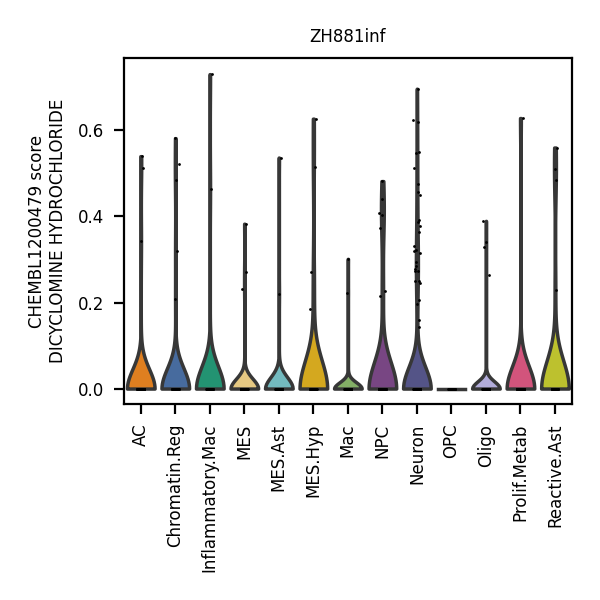 ZH881inf
CHEMBL1200479 score
DICYCLOMINE HYDROCHLORIDE
0.6
0.4
0.2
0.0
AC
Chromatin.Reg
Inflammatory.Mac
MES
MES.Ast
MES.Hyp
Mac
NPC
Neuron
OPC
Oligo
Prolif.Metab
Reactive.Ast